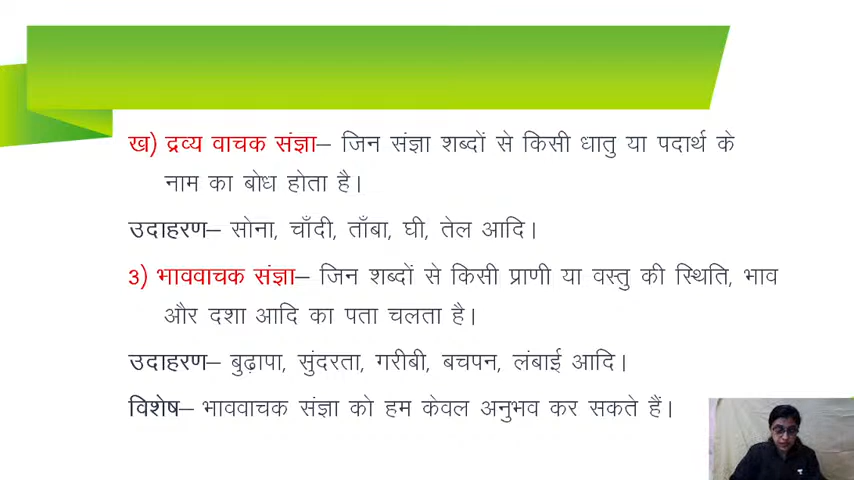 ख) द्रव्य वाचक संज्ञा– जिन संज्ञा शब्दों से किसी धातु या पदार्थ के
नाम का बोध होता है।
उदाहरण– सोना, चाँदी, ताँबा, घी, तेल आदि।
3) भाववाचक संज्ञा– जिन शब्दों से किसी प्राणी या वस्तु की स्थिति, भाव
और दशा आदि का पता चलता है।
उदाहरण– बुढ़ापा, सुंदरता, गरीबी, बचपन, लंबाई आदि।
विशेष– भाववाचक संज्ञा को हम केवल अनुभव कर सकते हैं।